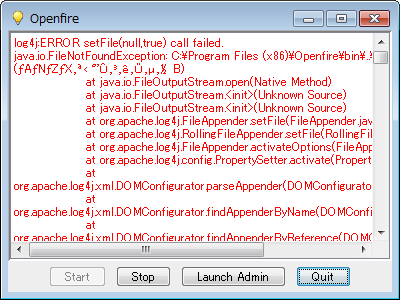 Openfire
log4j:ERROR setFile(null,true) call failed.
java.io.FileNotFoundException: C:¥Program Files (x86)¥Openfire¥bin¥.
at java.io.FileOutputStream.open(Native Method)
at java.io.FileOutputStream.<init>(Unknown Source)
at java.io.FileOutputStream.<init>(Unknown Source)
at org.apache.log4j.FileAppender.setFile(FileAppender.jav
at org.apache.log4j.RollingFileAppender.setFile(RollingFil
at org.apache.log4j.FileAppender.activateOptions(FileApp
at org.apache.log4j.config.PropertySetter.activate(Propert
at
org.apache.log4j.xml.DOMConfigurator.parseAppender(DOMConfigurato
at
org.apache.log4j.xml.DOMConfigurator.findAppenderByName(DOMConfi
at
org.apache.log4j.xml.DOMConfigurator.findAppenderByReference(DOMC
Start Stop Launch Admin Quit